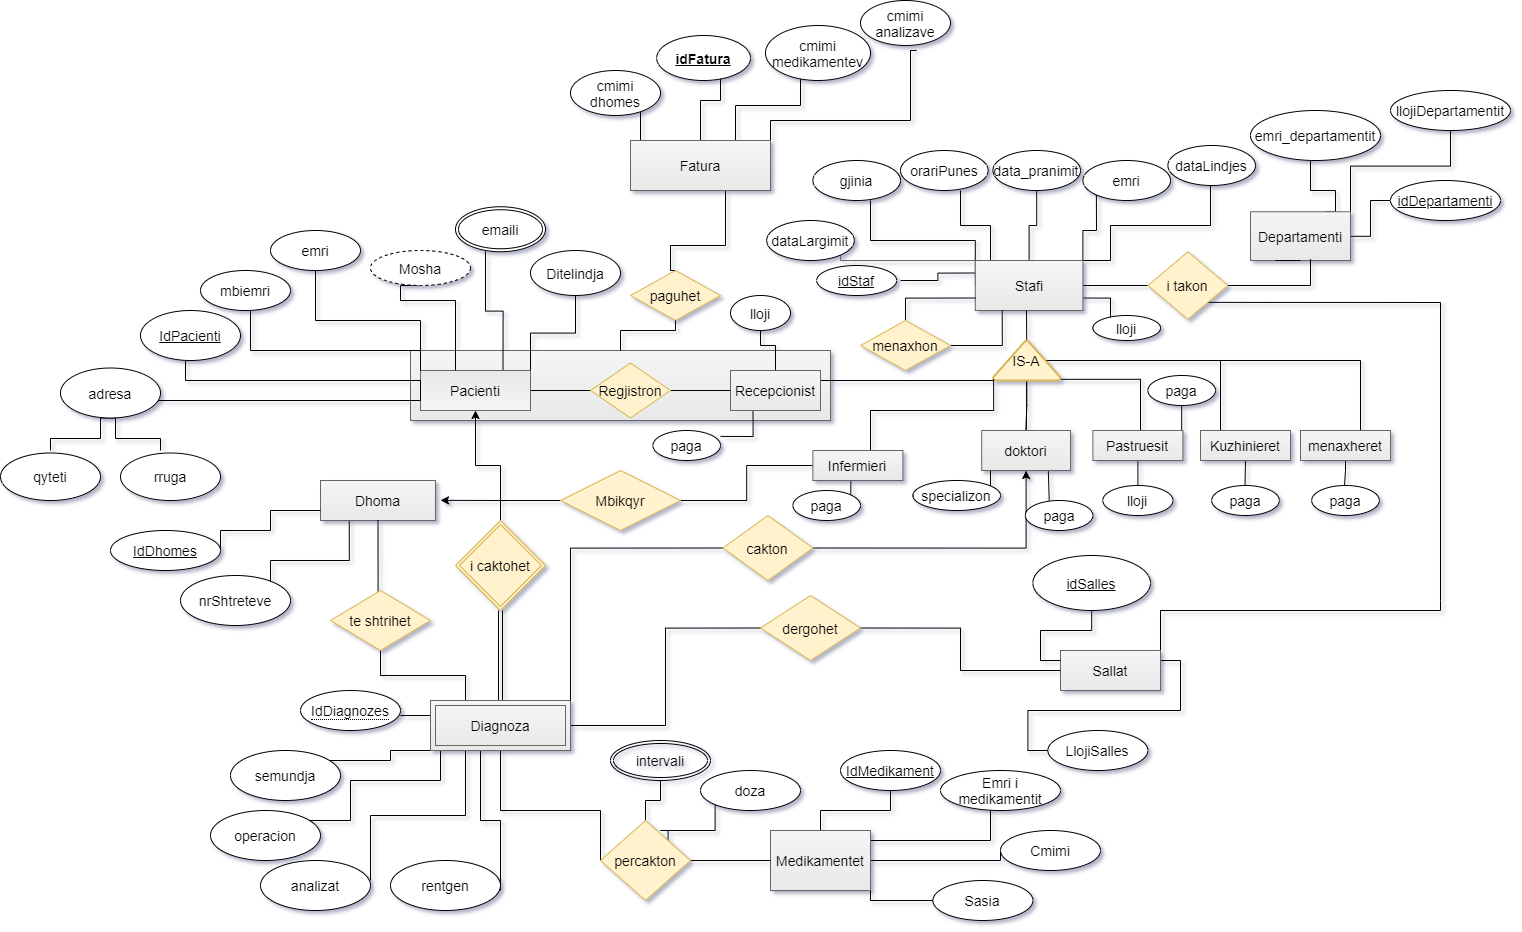 cmimi
analizave
idFatura
cmimi
medikamentev
cmimi
dhomes
Fatura
llojiDepartamentit
emri_departamentit
idDepartamenti
Departamenti
gjinia
orariPunes
data_pranimit
emri
dataLindjes
dataLargimit
idStaf
Stafi
i takon
lloji
menaxhon
IS-A
emaili
emri
Mosha
Ditelindja
mbiemri
IdPacienti
adresa
qyteti
rruga
paguhet
lloji
Pacienti
Regjistron
Recepcionist
paga
paga
Infermieri
doktori
Pastruesit
Kuzhinieret
menaxheret
paga
specializon
paga
lloji
paga
paga
Dhoma
Mbikqyr
IdDhomes
nrShtreteve
i caktohet
cakton
te shtrihet
dergohet
idSalles
Sallat
LlojiSalles
IdDiagnozes
Diagnoza
semundja
operacion
analizat
rentgen
intervali
doza
percakton
IdMedikament
Emri i
medikamentit
Medikamentet
Cmimi
Sasia